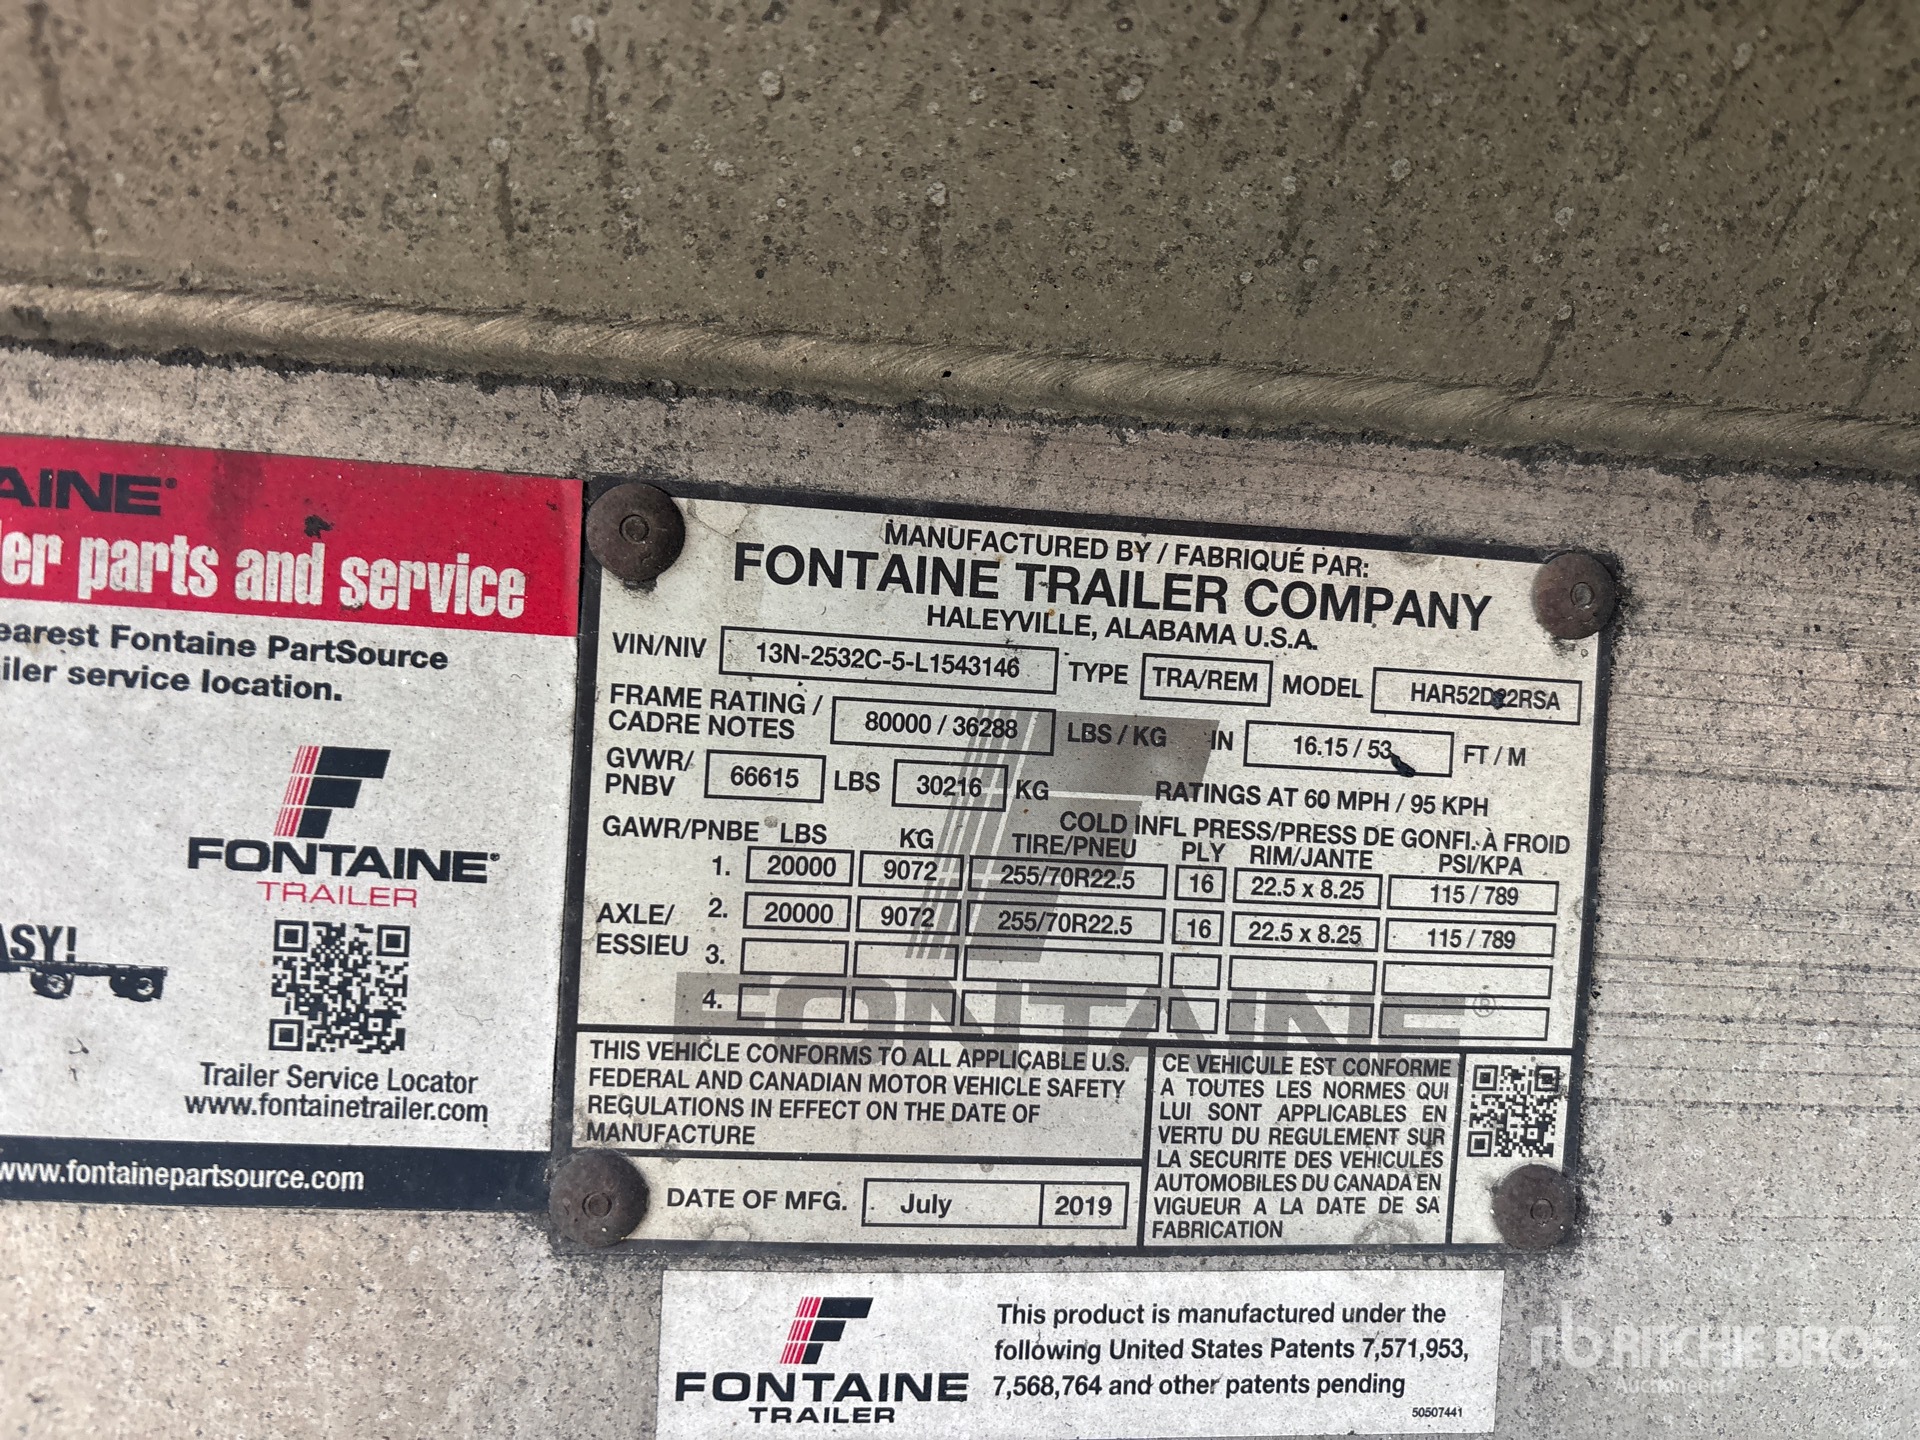 AINE®
er parts and service
earest Fontaine PartSource
iler service location.
FONTAINE®
TRAILER
ASY!
Trailer Service Locator
www.fontainetrailer.com
www.fontainepartsource.com
MANUFACTURED BY / FABRIQUÉ PAR:
FONTAINE TRAILER COMPANY
HALEYVILLE, ALABAMA U.S.A.
VIN/NIV 13N-2532C-5-L1543146 TYPE TRA/REM MODEL HAR52D22RSA
FRAME RATING / CADRE NOTES 80000 / 36288 LBS / KG IN 16.15 / 53 FT / M
GVWR/ PNBV 66615 LBS 30216 KG RATINGS AT 60 MPH / 95 KPH
COLD INFL PRESS/PRESS DE GONFL À FROID
GAWR/PNBE LBS KG TIRE/PNEU PLY RIM/JANTE PSI/KPA
AXLE/ ESSIEU
1. 20000 9072 255/70R22.5 16 22.5 x 8.25 115 / 789
2. 20000 9072 255/70R22.5 16 22.5 x 8.25 115 / 789
3.
4.
FONTAINE®
THIS VEHICLE CONFORMS TO ALL APPLICABLE U.S.
FEDERAL AND CANADIAN MOTOR VEHICLE SAFETY
REGULATIONS IN EFFECT ON THE DATE OF
MANUFACTURE
DATE OF MFG. July 2019
CE VEHICULE EST CONFORME
A TOUTES LES NORMES QUI
LUI SONT APPLICABLES EN
VERTU DU REGULEMENT SUR
LA SECURITE DES VEHICULES
AUTOMOBILES DU CANADA EN
VIGUEUR A LA DATE DE SA
FABRICATION
FONTAINE
TRAILER
This product is manufactured under the
following United States Patents 7,571,953,
7,568,764 and other patents pending
50507441
rb RITCHIE BROS.
Auctioneers